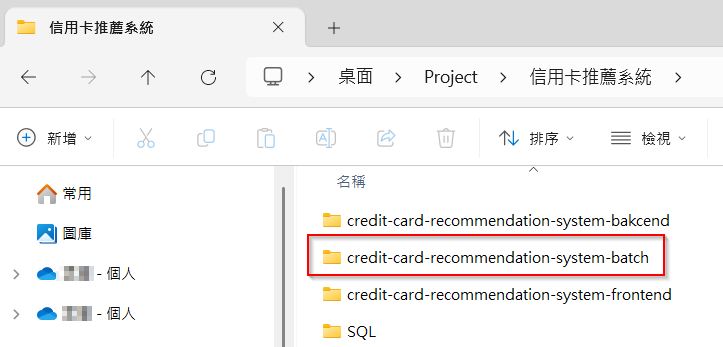 信用卡推薦系統
桌面 Project 信用卡推薦系統
新增 排序 檢視
名稱
常用
圖庫
- 個人
- 個人
credit-card-recommendation-system-bakcend
credit-card-recommendation-system-batch
credit-card-recommendation-system-frontend
SQL